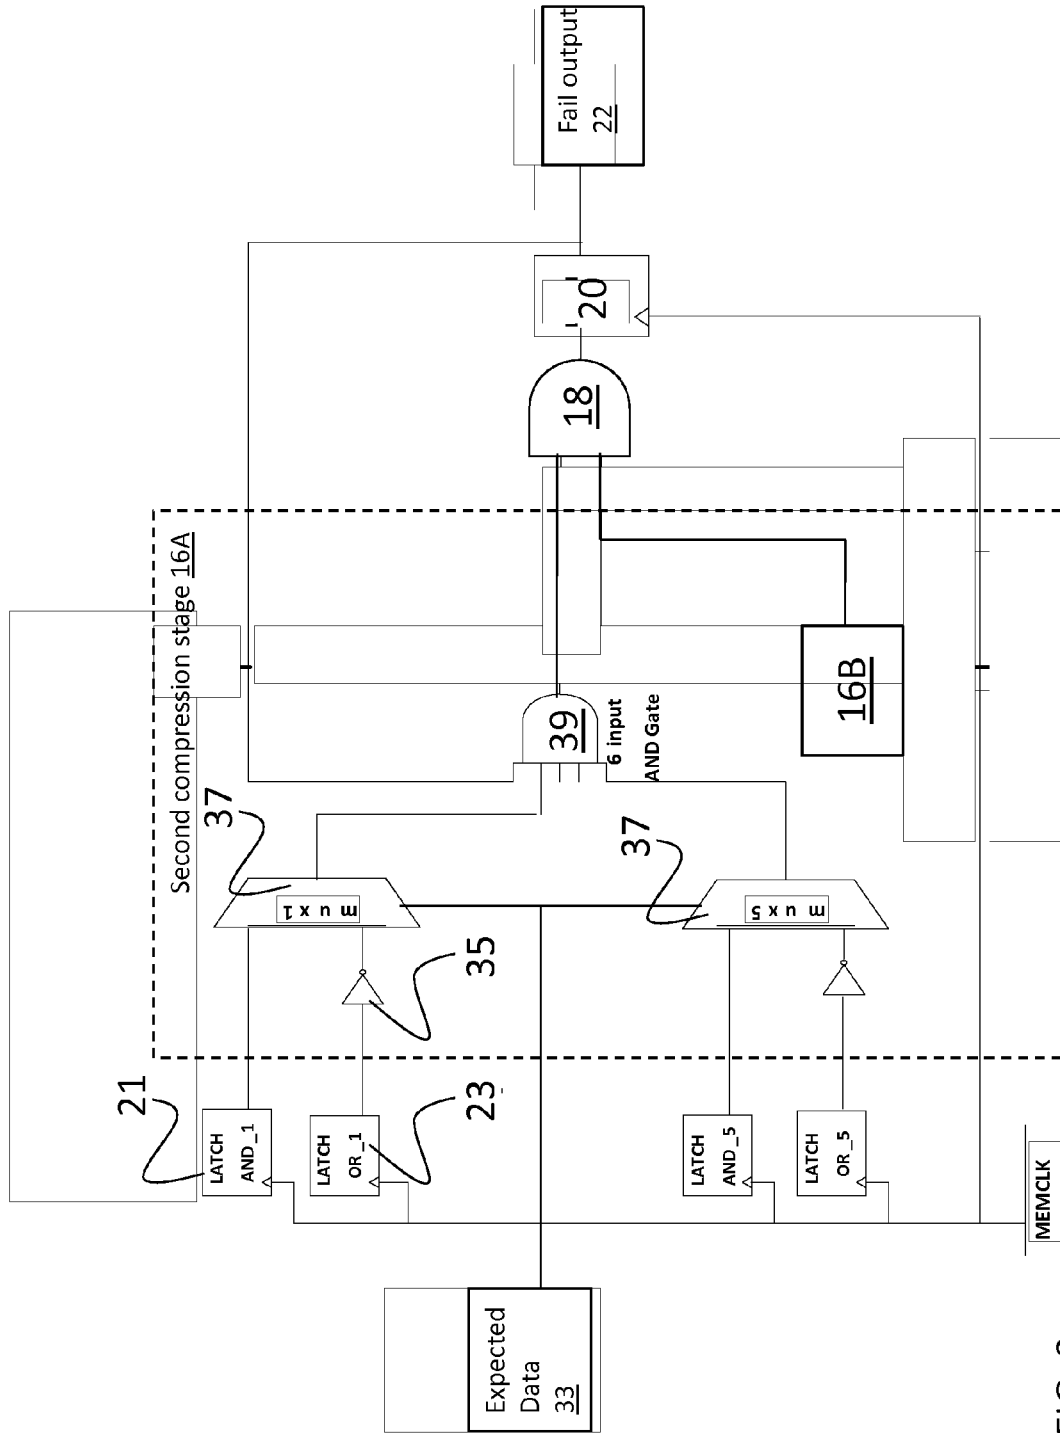 Second compression stage 16A
21
LATCH
AND_1
LATCH
OR_1
23
35
37
mux1
37
mux5
LATCH
AND_5
LATCH
OR_5
Expected
Data
33
39
6 input
AND Gate
16B
18
20
Fail output
22
MEMCLK